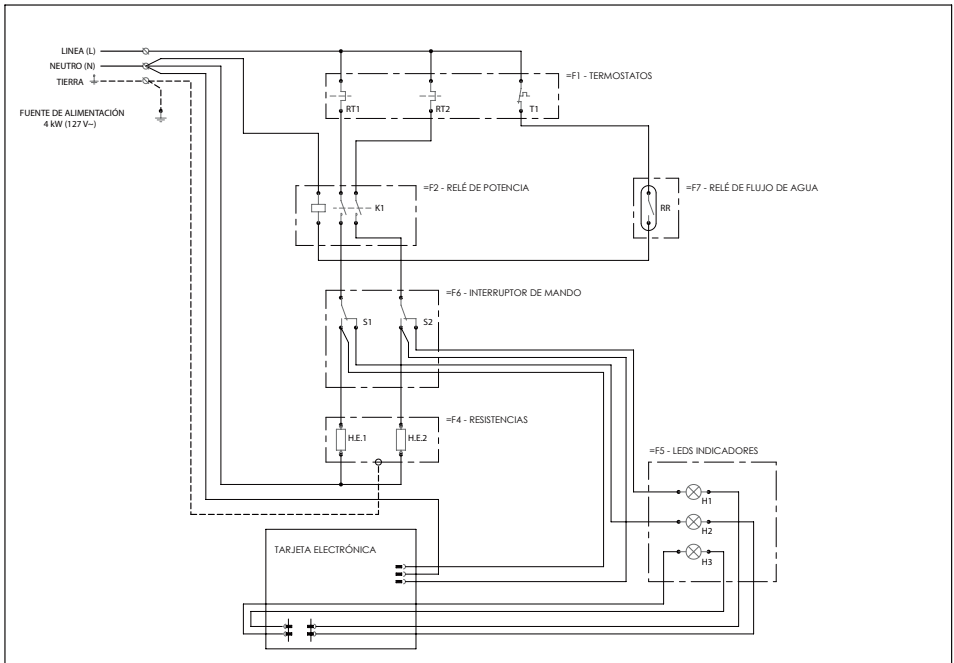 LINEA (L)
NEUTRO (N)
TIERRA
FUENTE DE ALIMENTACIÓN
4 kW (127 V~)
=F1 - TERMOSTATOS
RT1
RT2
T1
=F2 - RELÉ DE POTENCIA
K1
=F7 - RELÉ DE FLUJO DE AGUA
RR
=F6 - INTERRUPTOR DE MANDO
S1
S2
=F4 - RESISTENCIAS
H.E.1
H.E.2
=F5 - LEDS INDICADORES
H1
H2
H3
TARJETA ELECTRÓNICA